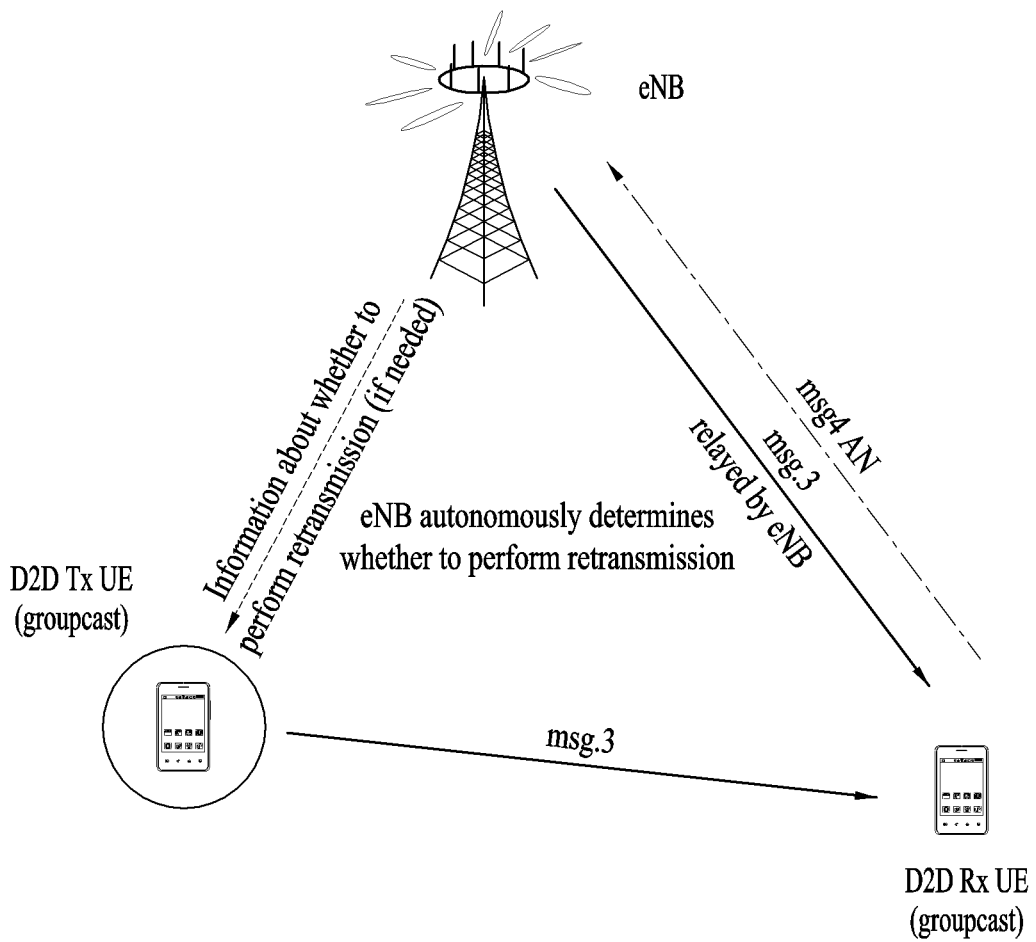 eNB
Information about whether to
perform retransmission (if needed)
msg4 AN
msg.3
relayed by eNB
eNB autonomously determines
whether to perform retransmission
D2D Tx UE
(groupcast)
msg.3
D2D Rx UE
(groupcast)